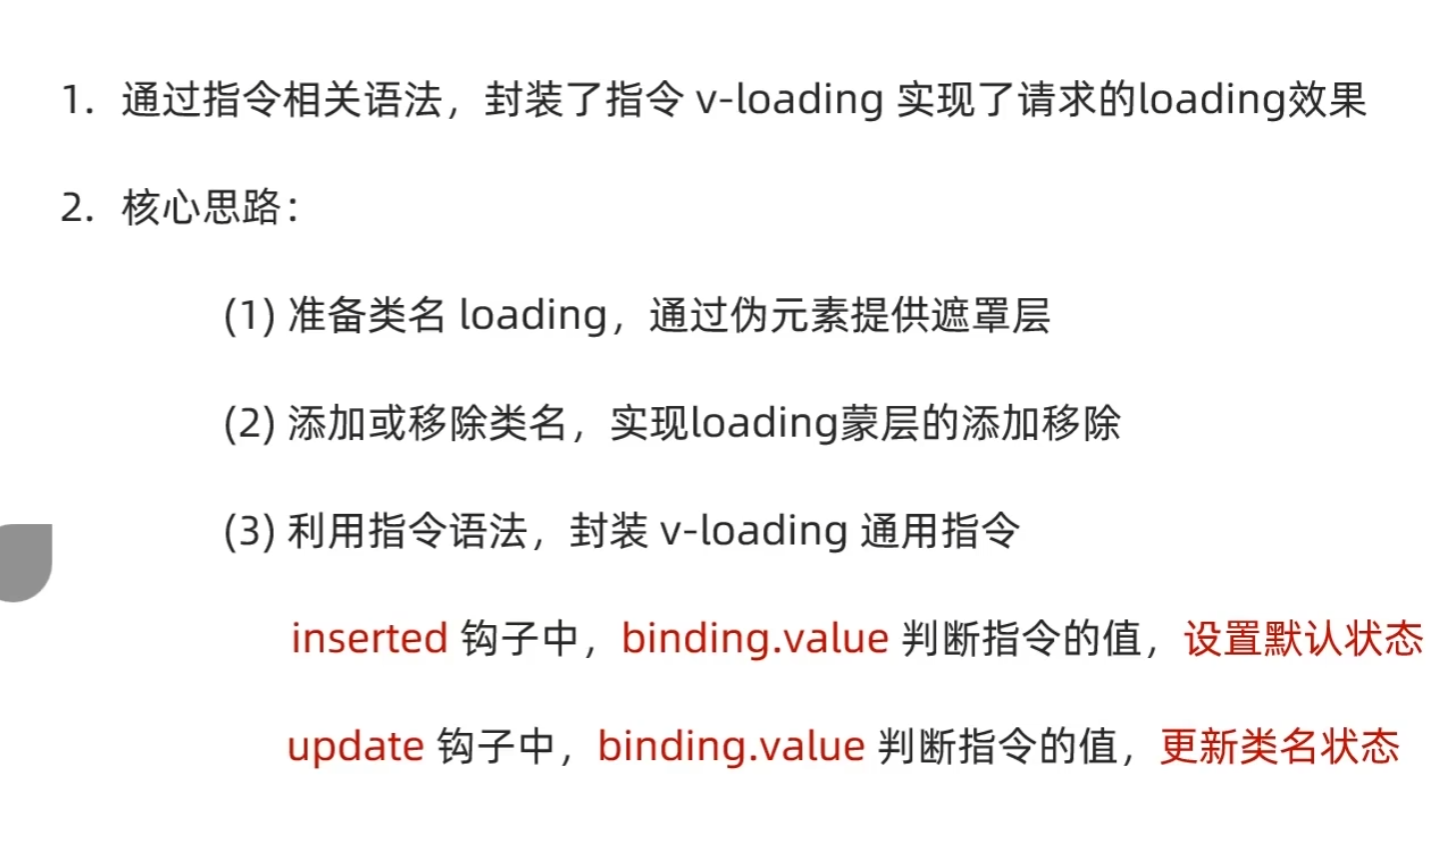 1. 通过指令相关语法，封装了指令 v-loading 实现了请求的loading效果
2. 核心思路：
(1) 准备类名 loading，通过伪元素提供遮罩层
(2) 添加或移除类名，实现loading蒙层的添加移除
(3) 利用指令语法，封装 v-loading 通用指令
inserted 钩子中，binding.value 判断指令的值，设置默认状态
update 钩子中，binding.value 判断指令的值，更新类名状态